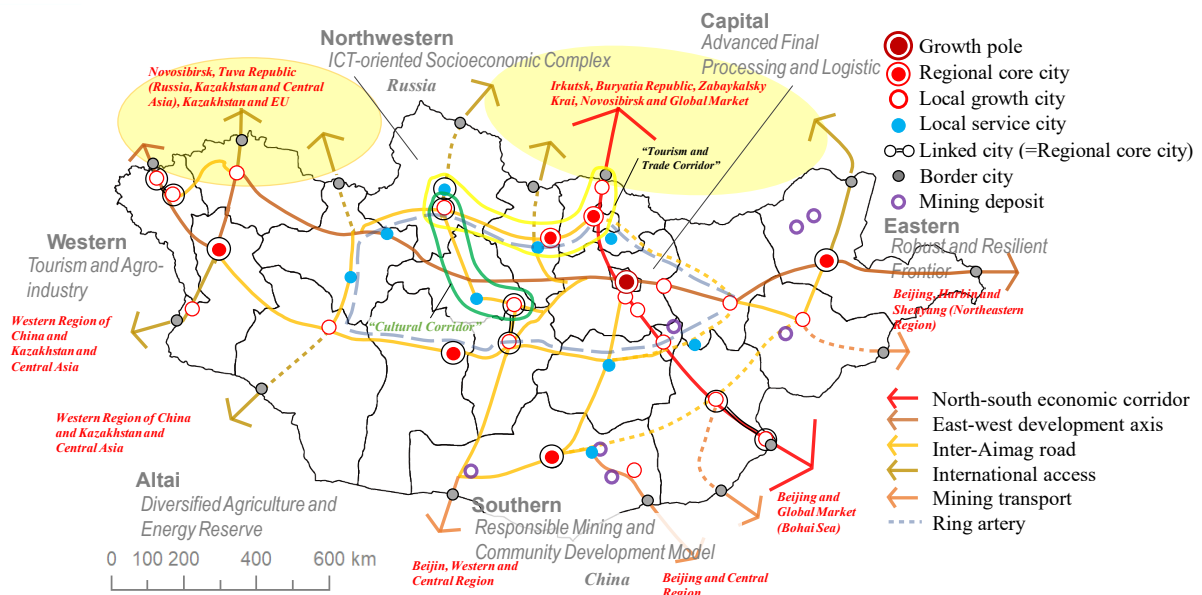 Northwestern
ICT-oriented Socioeconomic Complex
Russia
Capital
Advanced Final
Processing and Logistic
Novosibirsk, Tuva Republic
(Russia, Kazakhstan and Central
Asia), Kazakhstan and EU
Irkutsk, Buryatia Republic, Zabaykalsky
Krai, Novosibirsk and Global Market
"Tourism and
Trade Corridor"
Growth pole
Regional core city
Local growth city
Local service city
Linked city (=Regional core city)
Border city
Mining deposit
Western
Tourism and Agro-
industry
Eastern
Robust and Resilient
Frontier
Western Region of
China and
Kazakhstan and
Central Asia
"Cultural Corridor"
Beijing, Harbin and
Shenyang (Northeastern
Region)
Western Region of China
and Kazakhstan and
Central Asia
North-south economic corridor
East-west development axis
Inter-Aimag road
International access
Mining transport
Ring artery
Altai
Diversified Agriculture and
Energy Reserve
Southern
Responsible Mining and
Community Development Model
China
Beijing and
Global Market
(Bohai Sea)
Beijin, Western and
Central Region
Beijing and Central
Region
0 100 200 400 600 km